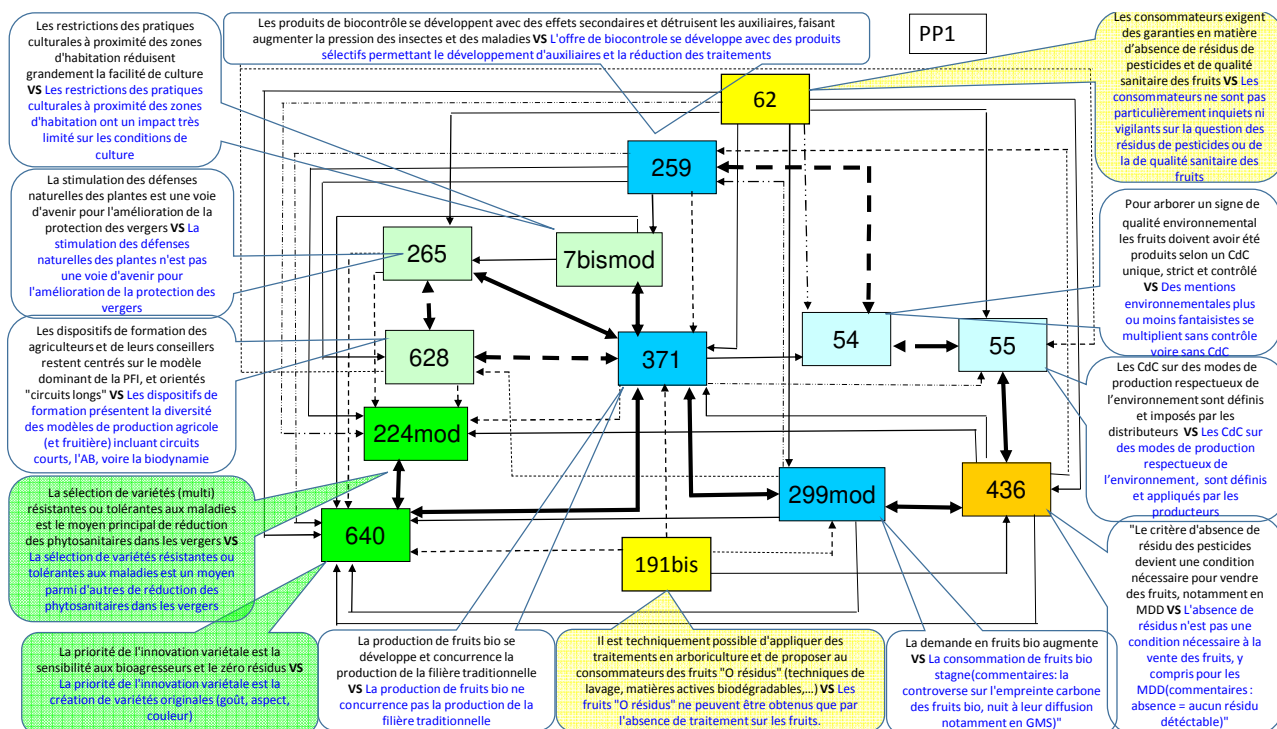 Les restrictions des pratiques
culturales à proximité des zones
d'habitation réduisent
grandement la facilité de culture
VS Les restrictions des pratiques
culturales à proximité des zones
d'habitation ont un impact très
limité sur les conditions de
culture
Les produits de biocontrôle se développent avec des effets secondaires et détruisent les auxiliaires, faisant
augmenter la pression des insectes et des maladies VS L'offre de biocontrole se développe avec des produits
sélectifs permettant le développement d'auxiliaires et la réduction des traitements
PP1
Les consommateurs exigent
des garanties en matière
d'absence de résidus de
pesticides et de qualité
sanitaire des fruits VS Les
consommateurs ne sont pas
particulièrement inquiets ni
vigilants sur la question des
résidus de pesticides ou de
la de qualité sanitaire des
fruits
62
259
La stimulation des défenses
naturelles des plantes est une voie
d'avenir pour l'amélioration de la
protection des vergers VS La
stimulation des défenses
naturelles des plantes n'est pas
une voie d'avenir pour
l'amélioration de la protection des
vergers
265
7bismod
Pour arborer un signe de
qualité environnemental
les fruits doivent avoir été
produits selon un CdC
unique, strict et contrôlé
VS Des mentions
environnementales plus
ou moins fantaisistes se
multiplient sans contrôle
voire sans CdC
Les dispositifs de formation des
agriculteurs et de leurs conseillers
restent centrés sur le modèle
dominant de la PFI, et orientés
"circuits longs" VS Les dispositifs de
formation présentent la diversité
des modèles de production agricole
(et fruitière) incluant circuits
courts, l'AB, voire la biodynamie
628
371
54
55
Les CdC sur des modes de
production respectueux de
l'environnement sont définis
et imposés par les
distributeurs VS Les CdC sur
des modes de production
respectueux de
l'environnement, sont définis
et appliqués par les
producteurs
224mod
299mod
436
La sélection de variétés (multi)
résistantes ou tolérantes aux maladies
est le moyen principal de réduction
des phytosanitaires dans les vergers VS
La sélection de variétés résistantes ou
tolérantes aux maladies est un moyen
parmi d'autres de réduction des
phytosanitaires dans les vergers
640
191bis
"Le critère d'absence de
résidu des pesticides
devient une condition
nécessaire pour vendre
des fruits, notamment en
MDD VS L'absence de
résidus n'est pas une
condition nécessaire à la
vente des fruits, y
compris pour les
MDD(commentaires :
absence = aucun résidu
détéctable)"
La priorité de l'innovation variétale est la
sensibilité aux bioagresseurs et le zéro résidus VS
La priorité de l'innovation variétale est la
création de variétés originales (goût, aspect,
couleur)
La production de fruits bio se
développe et concurrence la
production de la filière traditionnelle
VS La production de fruits bio ne
concurrence pas la production de la
filière traditionnelle
Il est techniquement possible d'appliquer des
traitements en arboriculture et de proposer au
consommateurs des fruits "O résidus" (techniques de
lavage, matières actives biodégradables,...) VS Les
fruits "O résidus" ne peuvent être obtenus que par
l'absence de traitement sur les fruits.
La demande en fruits bio augmente
VS La consommation de fruits bio
stagne(commentaires: la
controverse sur l'empreinte carbone
des fruits bio, nuit à leur diffusion
notamment en GMS)"